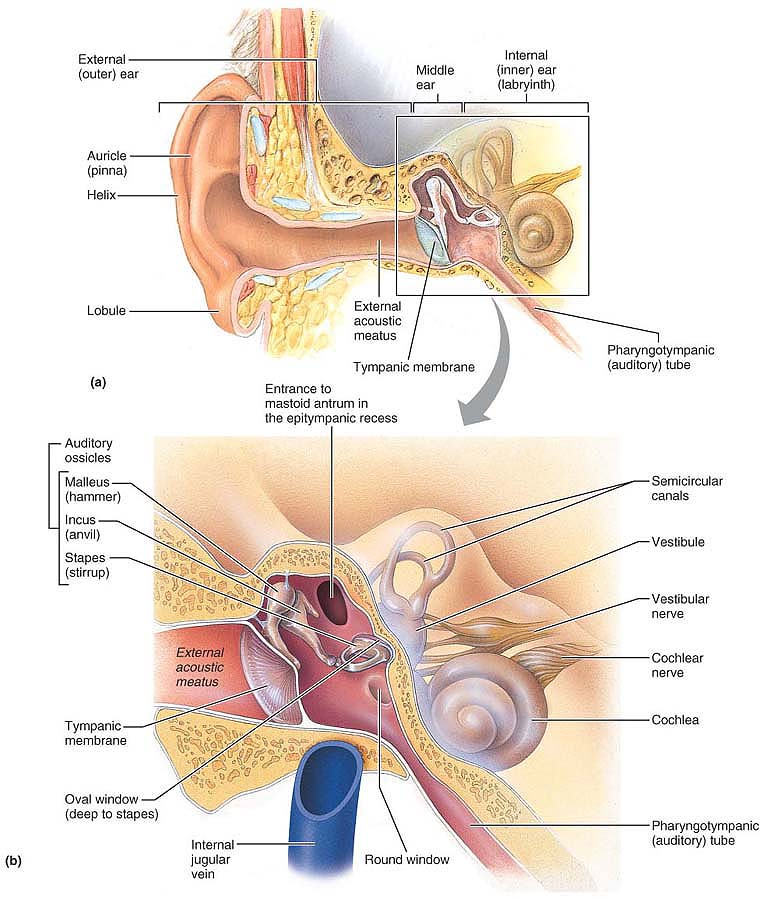 External
(outer) ear
Middle
ear
Internal
(inner) ear
(labyrinth)
Auricle
(pinna)
Helix
Lobule
External
acoustic
meatus
Tympanic membrane
Pharyngotympanic
(auditory) tube
(a)
Entrance to
mastoid antrum in
the epitympanic recess
Auditory
ossicles
Malleus
(hammer)
Incus
(anvil)
Stapes
(stirrup)
External
acoustic
meatus
Tympanic
membrane
Oval window
(deep to stapes)
Internal
jugular
vein
Round window
Semicircular
canals
Vestibule
Vestibular
nerve
Cochlear
nerve
Cochlea
Pharyngotympanic
(auditory) tube
(b)